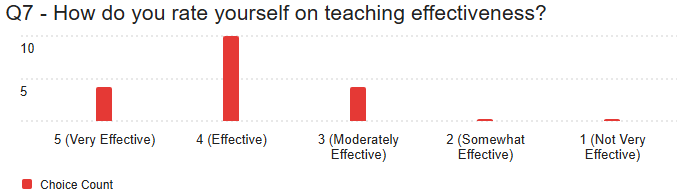 Q7 - How do you rate yourself on teaching effectiveness?
10
5
5 (Very Effective)
4 (Effective)
3 (Moderately
Effective)
2 (Somewhat
Effective)
1 (Not Very
Effective)
Choice Count